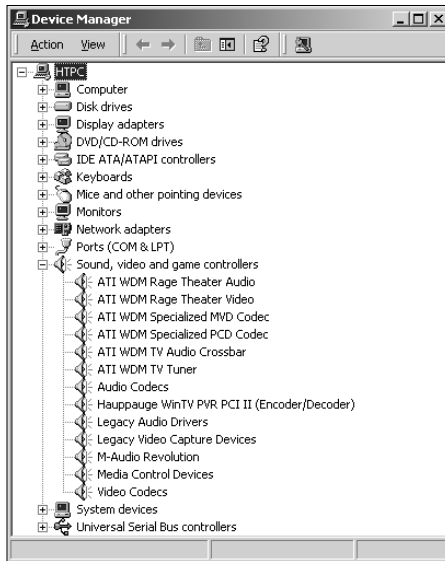 Device Manager
Action View
HTPC
Computer
Disk drives
Display adapters
DVD/CD-ROM drives
IDE ATA/ATAPI controllers
Keyboards
Mice and other pointing devices
Monitors
Network adapters
Ports (COM & LPT)
Sound, video and game controllers
ATI WDM Rage Theater Audio
ATI WDM Rage Theater Video
ATI WDM Specialized MVD Codec
ATI WDM Specialized PCD Codec
ATI WDM TV Audio Crossbar
ATI WDM TV Tuner
Audio Codecs
Hauppauge WinTV PVR PCI II (Encoder/Decoder)
Legacy Audio Drivers
Legacy Video Capture Devices
M-Audio Revolution
Media Control Devices
Video Codecs
System devices
Universal Serial Bus controllers